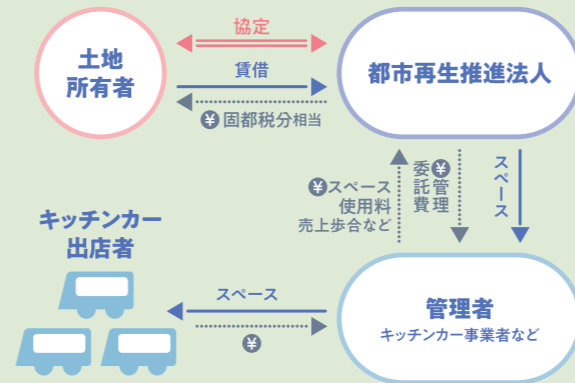 協定
土地
所有者
賃借
都市再生推進法人
¥固都税分相当
¥スペース
使用料
売上歩合など
¥管理
委託費
スペース
キッチンカー
出店者
スペース
¥
管理者
キッチンカー事業者など